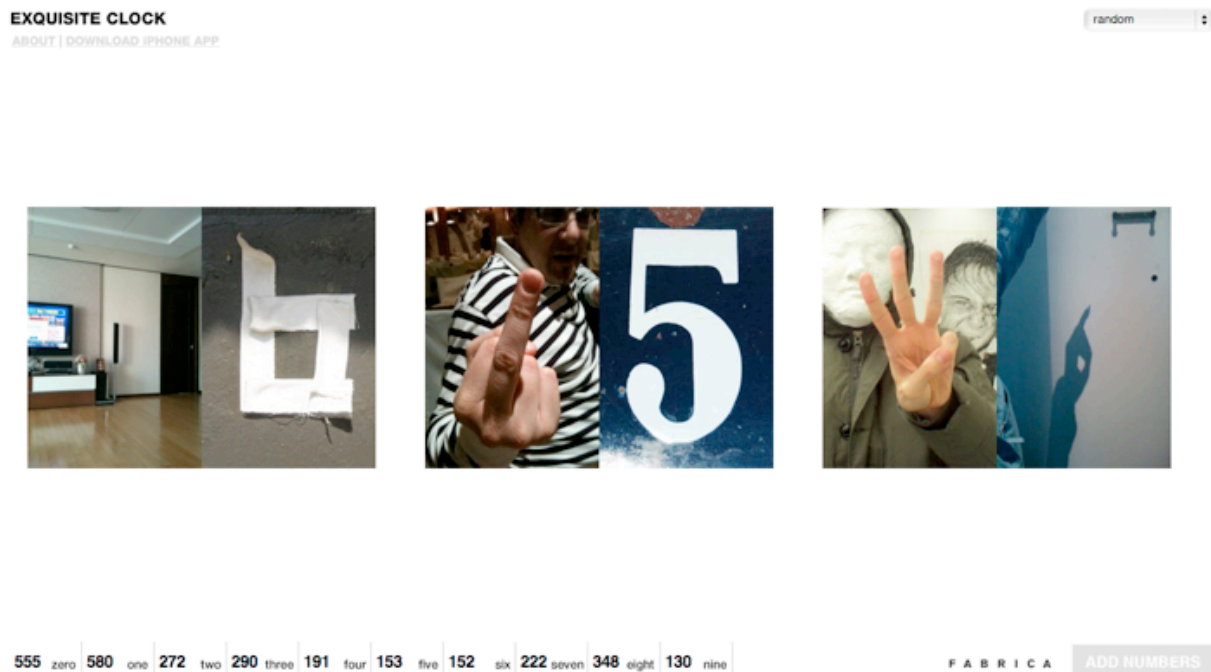 EXQUISITE CLOCK
random
ABOUT | DOWNLOAD IPHONE APP
6
5
555 zero 580 one 272 two 290 three 191 four 153 five 152 six 222 seven 348 eight 130 nine
FABRICA
ADD NUMBERS